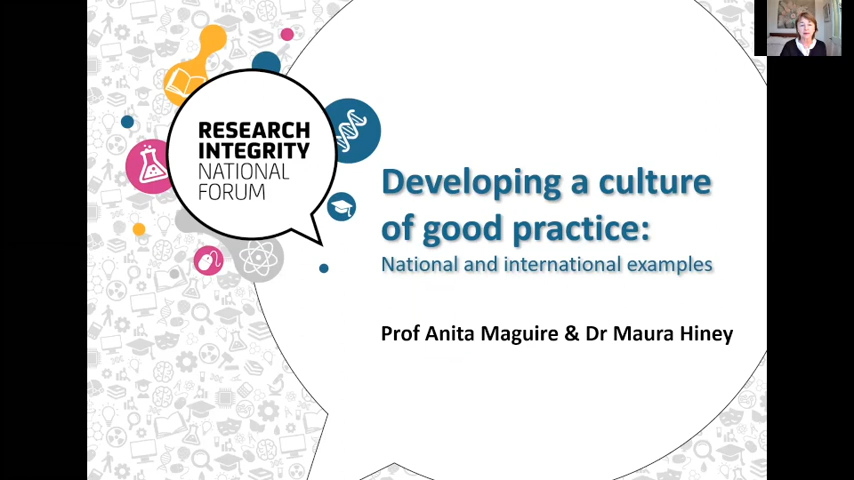 RESEARCH
INTEGRITY
NATIONAL
FORUM
Developing a culture
of good practice:
National and international examples
Prof Anita Maguire & Dr Maura Hiney